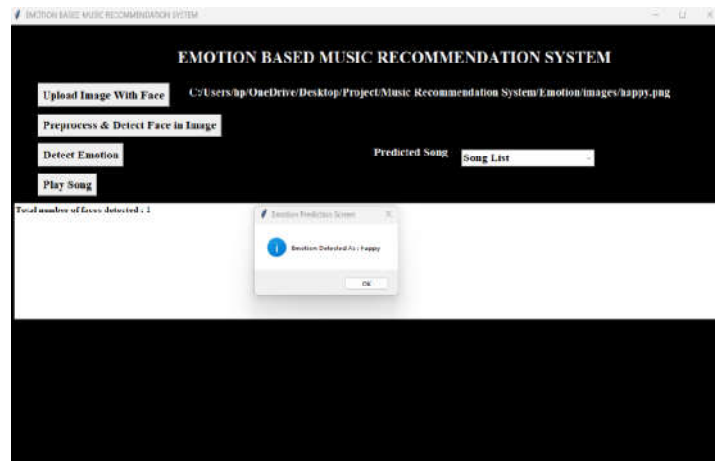 EMOTION BASED MUSIC RECOMMENDATION SYSTEM
EMOTION BASED MUSIC RECOMMENDATION SYSTEM
Upload Image With Face
C:/Users/hp/OneDrive/Desktop/Project/Music Recommendation System/Emotion/images/happy.png
Preprocess & Detect Face in Image
Detect Emotion
Predicted Song
Song List
Play Song
Total number of faces detected : 1
Emotion Prediction Screen
Emotion Detected As : happy
OK